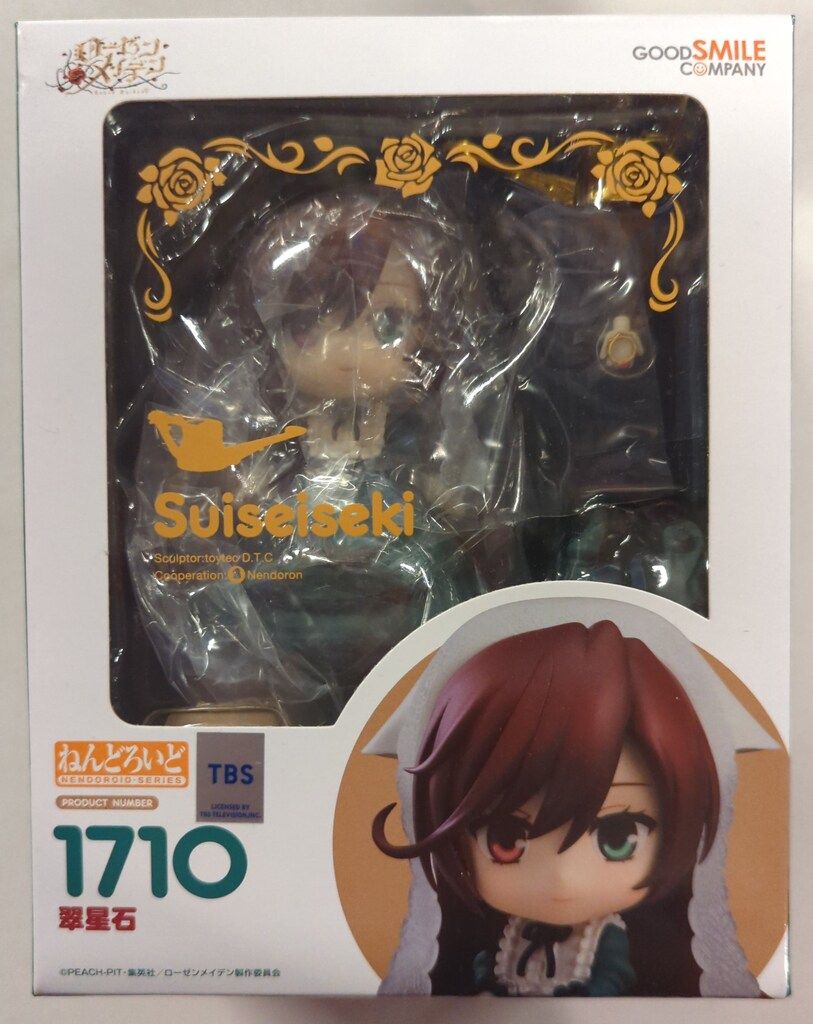 ローゼン
メイデン
GOODSMILE
COMPANY
Suiseiseki
Sculptor:toytec D.T.C
Cooperation: Nendoron
ねんどろいど
NENDOROID SERIES
PRODUCT NUMBER
1710
翠星石
TBS
LICENSED BY
TBS TELEVISION,INC.
©PEACH-PIT・集英社／ローゼンメイデン製作委員会